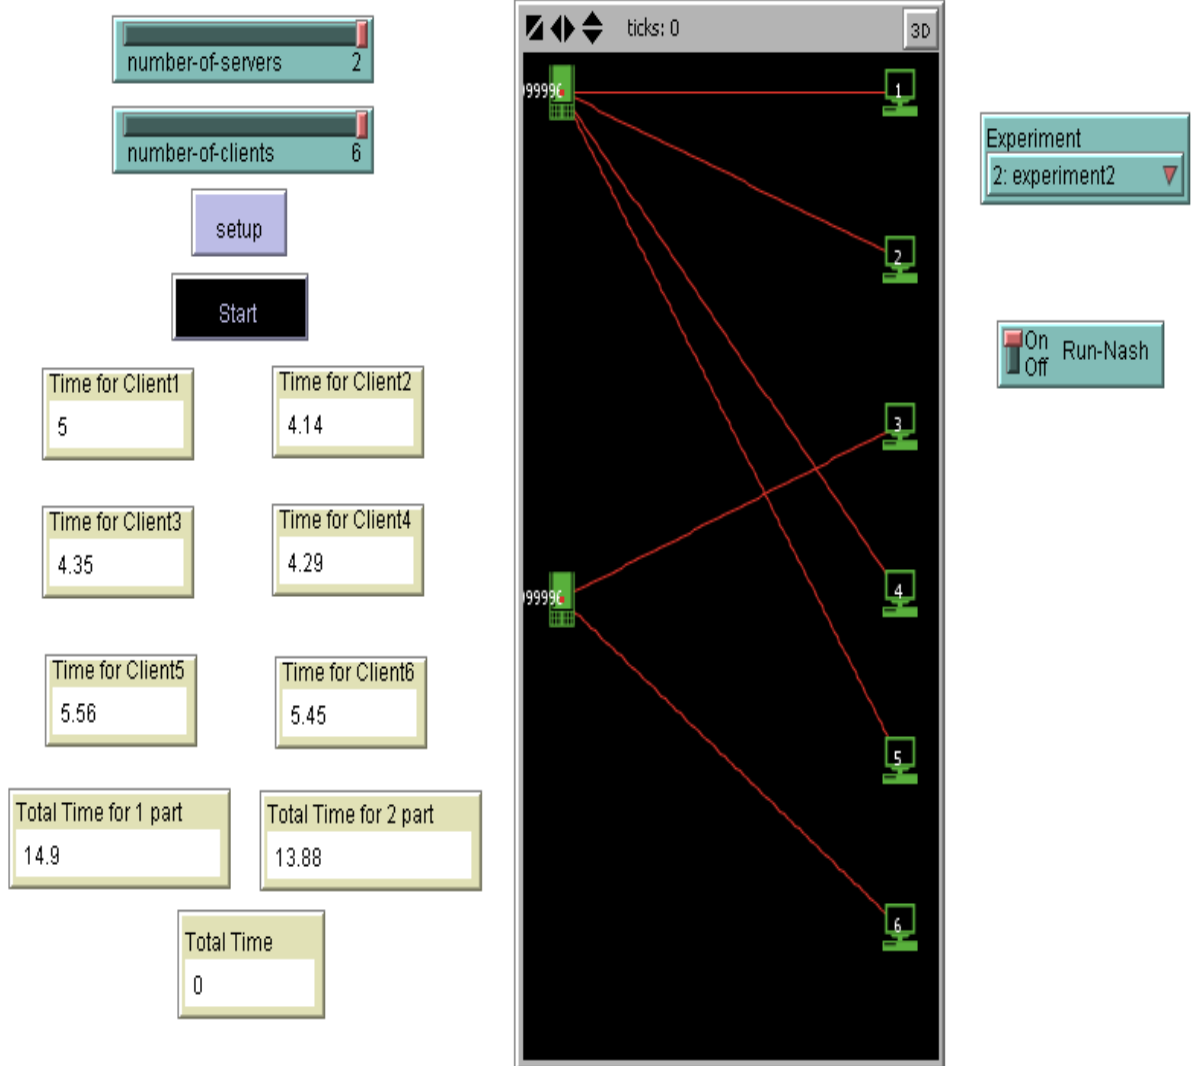 number-of-servers 2
number-of-clients 6
setup
Start
Time for Client1
5
Time for Client2
4.14
Time for Client3
4.35
Time for Client4
4.29
Time for Client5
5.56
Time for Client6
5.45
Total Time for 1 part
14.9
Total Time for 2 part
13.88
Total Time
0
ticks: 0
3D
1
2
3
4
5
6
Experiment
2: experiment2
On
Off
Run-Nash